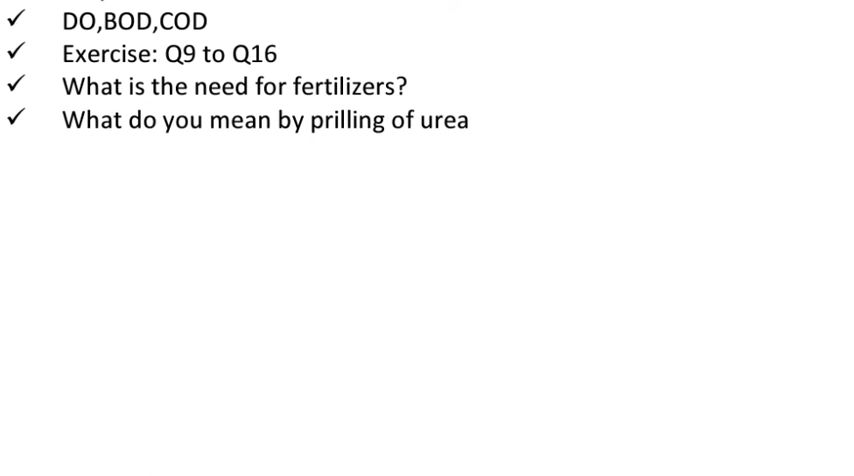 ✓ DO,BOD,COD
✓ Exercise: Q9 to Q16
✓ What is the need for fertilizers?
✓ What do you mean by prilling of urea